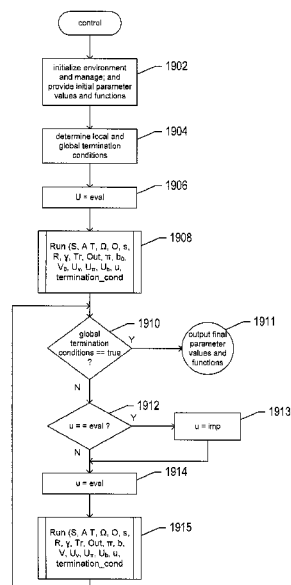 control
initialize environment
and manage; and
provide initial parameter
values and functions
1902
determine local and
global termination
conditions
1904
U = eval
1906
Run (S, A T, Ω, O, s,
R, γ, Tr, Out, π, b₀,
V₀, Uᵥ, Uπ, U_b, u,
termination_cond
1908
global
termination
conditions == true
?
1910
Y
output final
parameter
values and
functions
1911
N
u = = eval ?
1912
Y
u = imp
1913
N
u = eval
1914
Run (S, A T, Ω, O, s,
R, γ, Tr, Out, π, b,
V, Uᵥ, Uπ, U_b, u,
termination_cond
1915